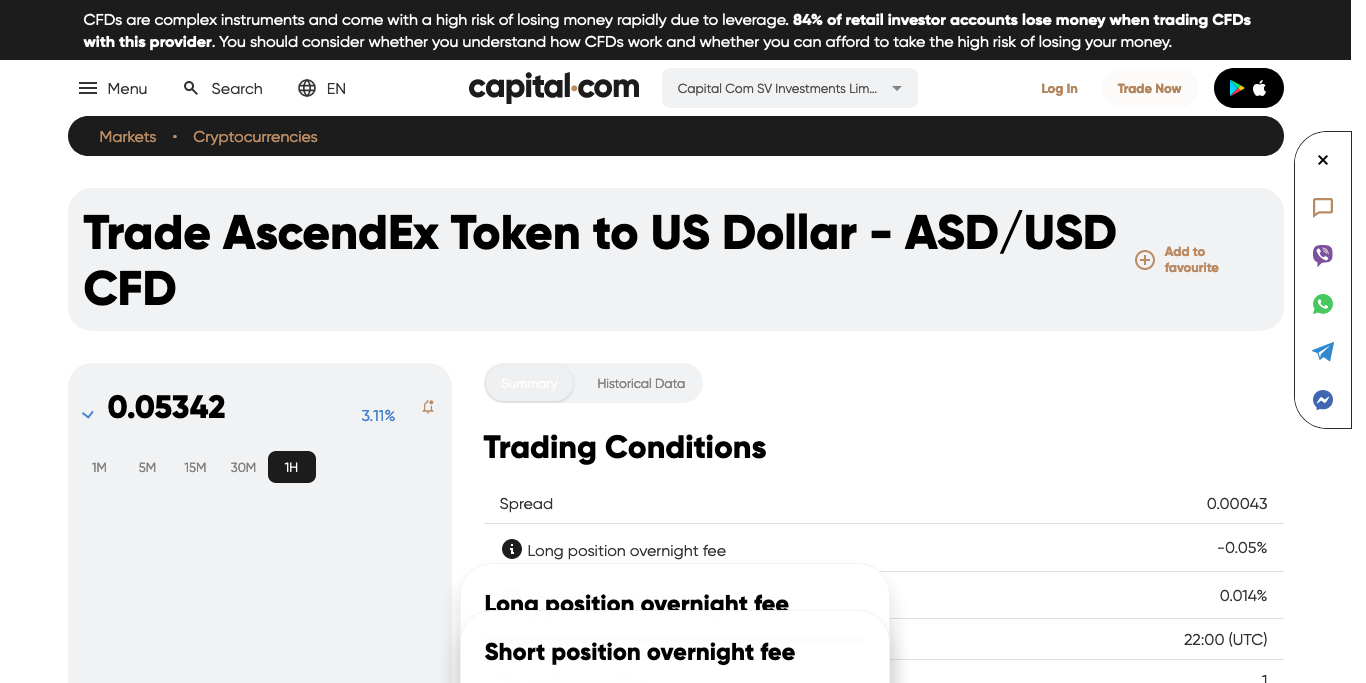 CFDs are complex instruments and come with a high risk of losing money rapidly due to leverage. 84% of retail investor accounts lose money when trading CFDs
with this provider. You should consider whether you understand how CFDs work and whether you can afford to take the high risk of losing your money.
Menu Search EN capital.com Capital Com SV Investments Lim... Log In Trade Now
Markets • Cryptocurrencies
Trade AscendEx Token to US Dollar - ASD/USD
CFD
Add to
favourite
0.05342 3.11%
1M 5M 15M 30M 1H
Summary Historical Data
Trading Conditions
Spread 0.00043
Long position overnight fee -0.05%
Long position overnight fee
0.014%
Short position overnight fee
22:00 (UTC)
1